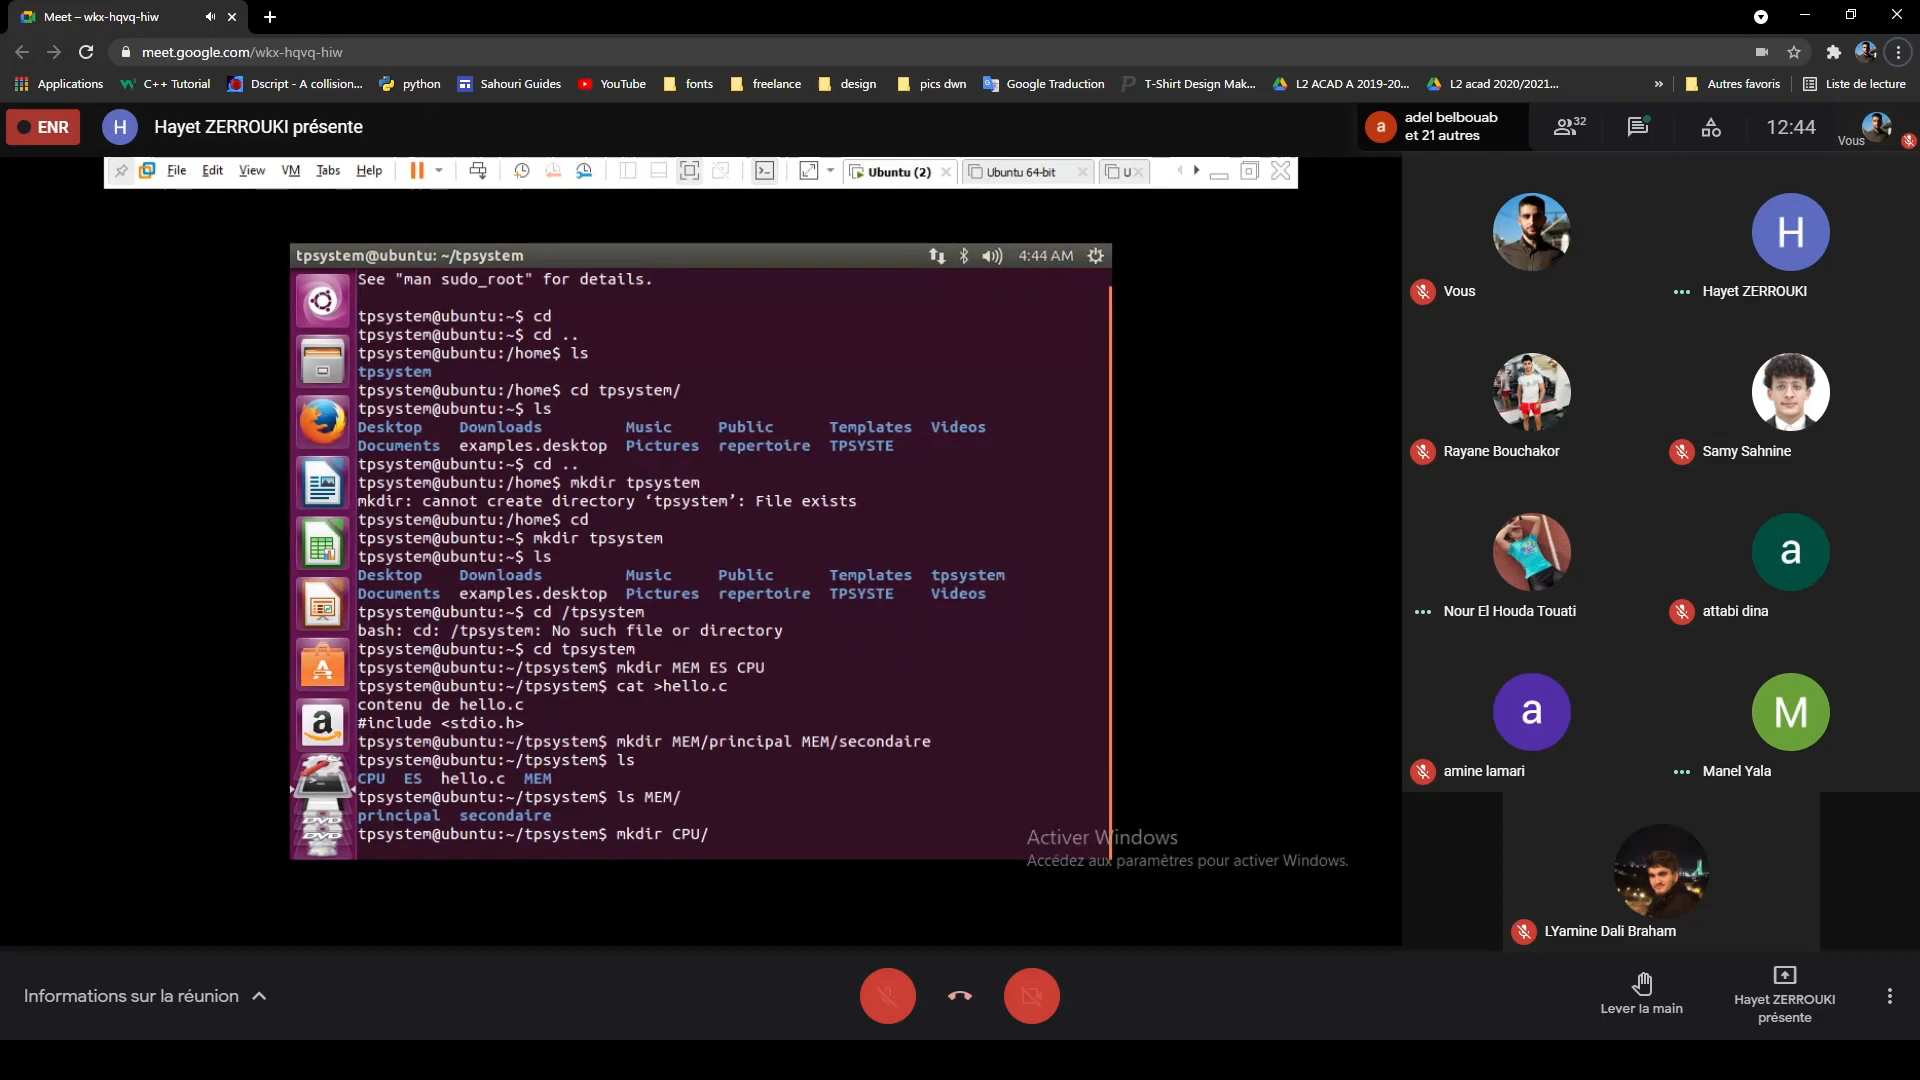 Meet – wkx-hqvq-hiw
meet.google.com/wkx-hqvq-hiw
Applications C++ Tutorial Dscript - A collision... python Sahouri Guides YouTube fonts freelance design pics dwn Google Traduction T-Shirt Design Mak... L2 ACAD A 2019-20... L2 acad 2020/2021... » Autres favoris Liste de lecture
ENR H Hayet ZERROUKI présente a adel belbouab et 21 autres 32 12:44 Vous
File Edit View VM Tabs Help Ubuntu (2) Ubuntu 64-bit U
tpsystem@ubuntu: ~/tpsystem 4:44 AM
See "man sudo_root" for details.
tpsystem@ubuntu:~$ cd
tpsystem@ubuntu:~$ cd ..
tpsystem@ubuntu:/home$ ls
tpsystem
tpsystem@ubuntu:/home$ cd tpsystem/
tpsystem@ubuntu:~$ ls
Desktop Downloads Music Public Templates Videos
Documents examples.desktop Pictures repertoire TPSYSTE
tpsystem@ubuntu:~$ cd ..
tpsystem@ubuntu:/home$ mkdir tpsystem
mkdir: cannot create directory ‘tpsystem’: File exists
tpsystem@ubuntu:/home$ cd
tpsystem@ubuntu:~$ mkdir tpsystem
tpsystem@ubuntu:~$ ls
Desktop Downloads Music Public Templates tpsystem
Documents examples.desktop Pictures repertoire TPSYSTE Videos
tpsystem@ubuntu:~$ cd /tpsystem
bash: cd: /tpsystem: No such file or directory
tpsystem@ubuntu:~$ cd tpsystem
tpsystem@ubuntu:~/tpsystem$ mkdir MEM ES CPU
tpsystem@ubuntu:~/tpsystem$ cat >hello.c
contenu de hello.c
#include <stdio.h>
tpsystem@ubuntu:~/tpsystem$ mkdir MEM/principal MEM/secondaire
tpsystem@ubuntu:~/tpsystem$ ls
CPU ES hello.c MEM
tpsystem@ubuntu:~/tpsystem$ ls MEM/
principal secondaire
tpsystem@ubuntu:~/tpsystem$ mkdir CPU/
DVD
DVD
Activer Windows
Accédez aux paramètres pour activer Windows.
H
Vous
Hayet ZERROUKI
Rayane Bouchakor
Samy Sahnine
a
Nour El Houda Touati
attabi dina
a
M
amine lamari
Manel Yala
LYamine Dali Braham
Informations sur la réunion
Lever la main
Hayet ZERROUKI
présente